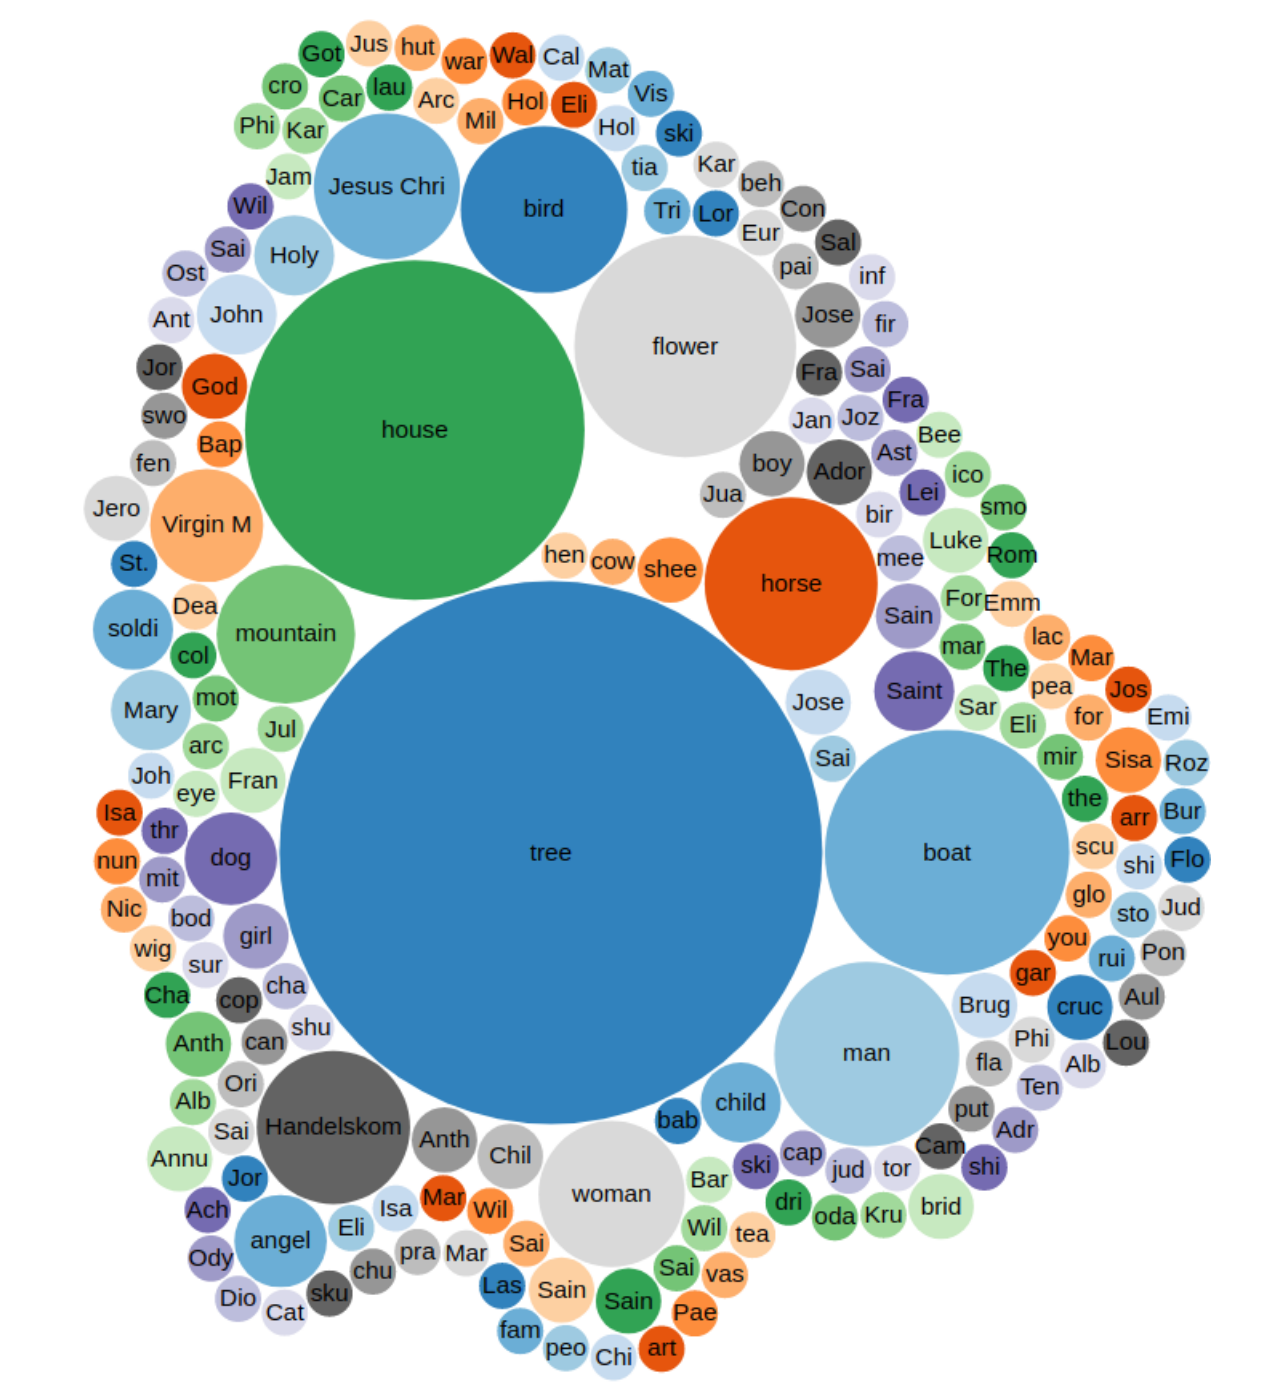 Got
Jus
hut
war
Wal
Cal
Mat
Vis
cro
Car
lau
Arc
Mil
Hol
Eli
Hol
ski
Phi
Kar
Jam
Jesus Chri
bird
tia
Kar
beh
Wil
Tri
Lor
Eur
Con
Sai
Holy
pai
Sal
Ost
inf
Ant
John
Jose
fir
flower
Jor
God
Fra
Sai
swo
house
Jan
Joz
Fra
Bap
Bee
fen
boy
Ador
Ast
ico
Jero
Virgin M
Jua
bir
Lei
smo
St.
hen
cow
shee
horse
mee
Luke
Rom
soldi
Dea
mountain
Sain
For
Emm
col
mar
lac
Mary
mot
Jose
Saint
The
Mar
arc
Jul
Sar
pea
Jos
Joh
eye
Fran
Sai
Eli
for
Emi
Isa
thr
mir
Sisa
Roz
nun
mit
dog
tree
boat
the
arr
Bur
Nic
bod
girl
scu
shi
Flo
wig
sur
glo
sto
Jud
Cha
cop
cha
you
rui
Pon
Anth
can
shu
man
Brug
gar
cruc
Aul
Alb
Ori
fla
Phi
Alb
Lou
Annu
Sai
Handelskom
Anth
Chil
bab
child
put
Ten
Ach
Jor
woman
Bar
ski
cap
jud
tor
Cam
Adr
shi
Ody
angel
Eli
Isa
Mar
Wil
Wil
dri
oda
Kru
brid
Dio
Cat
sku
chu
pra
Mar
Sai
Sai
tea
Las
Sain
Sain
vas
Pae
fam
peo
Chi
art